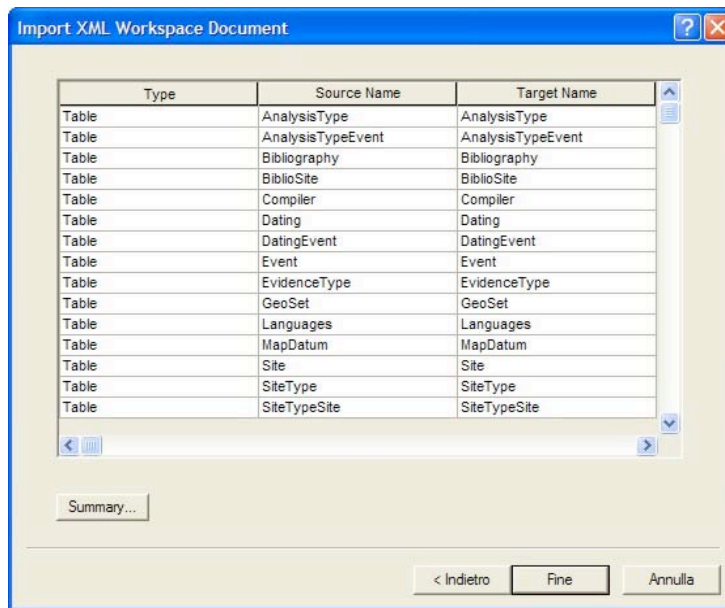 Import XML Workspace Document
Type Source Name Target Name
Table AnalysisType AnalysisType
Table AnalysisTypeEvent AnalysisTypeEvent
Table Bibliography Bibliography
Table BiblioSite BiblioSite
Table Compiler Compiler
Table Dating Dating
Table DatingEvent DatingEvent
Table Event Event
Table EvidenceType EvidenceType
Table GeoSet GeoSet
Table Languages Languages
Table MapDatum MapDatum
Table Site Site
Table SiteType SiteType
Table SiteTypeSite SiteTypeSite
Summary...
< Indietro Fine Annulla